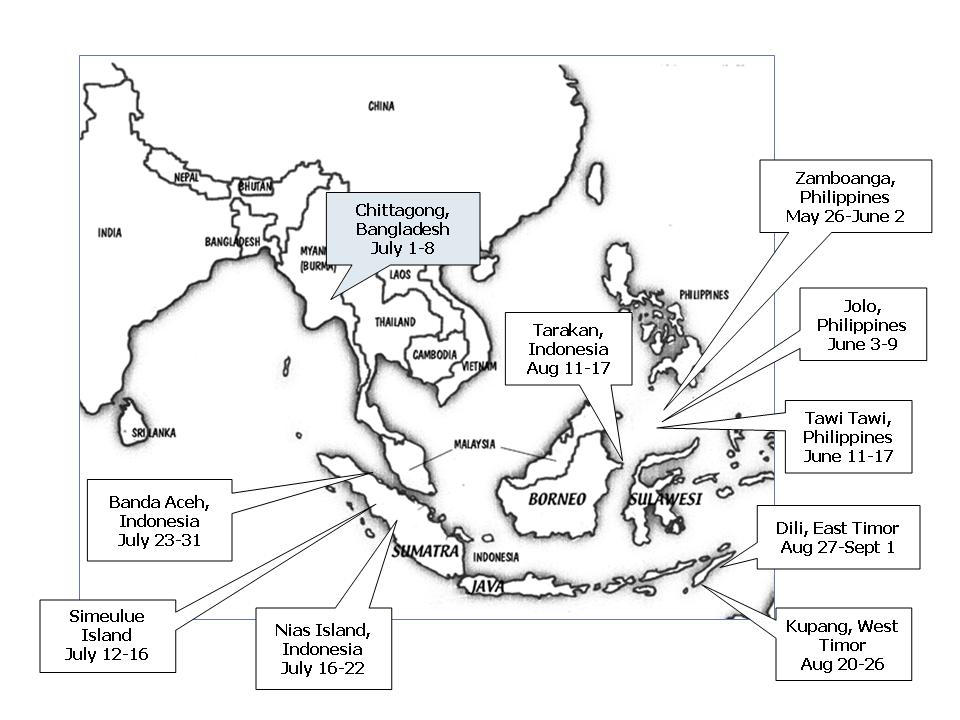 CHINA
NEPAL
BHUTAN
INDIA
BANGLADESH
Chittagong,
Bangladesh
July 1-8
(BURMA)
LAOS
THAILAND
CAMBODIA
VIETNAM
SRI LANKA
MALAYSIA
PHILIPPINES
Zamboanga,
Philippines
May 26-June 2
Jolo,
Philippines
June 3-9
Tarakan,
Indonesia
Aug 11-17
Tawi Tawi,
Philippines
June 11-17
BORNEO
SULAWESI
Banda Aceh,
Indonesia
July 23-31
SUMATRA
INDONESIA
JAVA
Dili, East Timor
Aug 27-Sept 1
Simeulue
Island
July 12-16
Nias Island,
Indonesia
July 16-22
Kupang, West
Timor
Aug 20-26